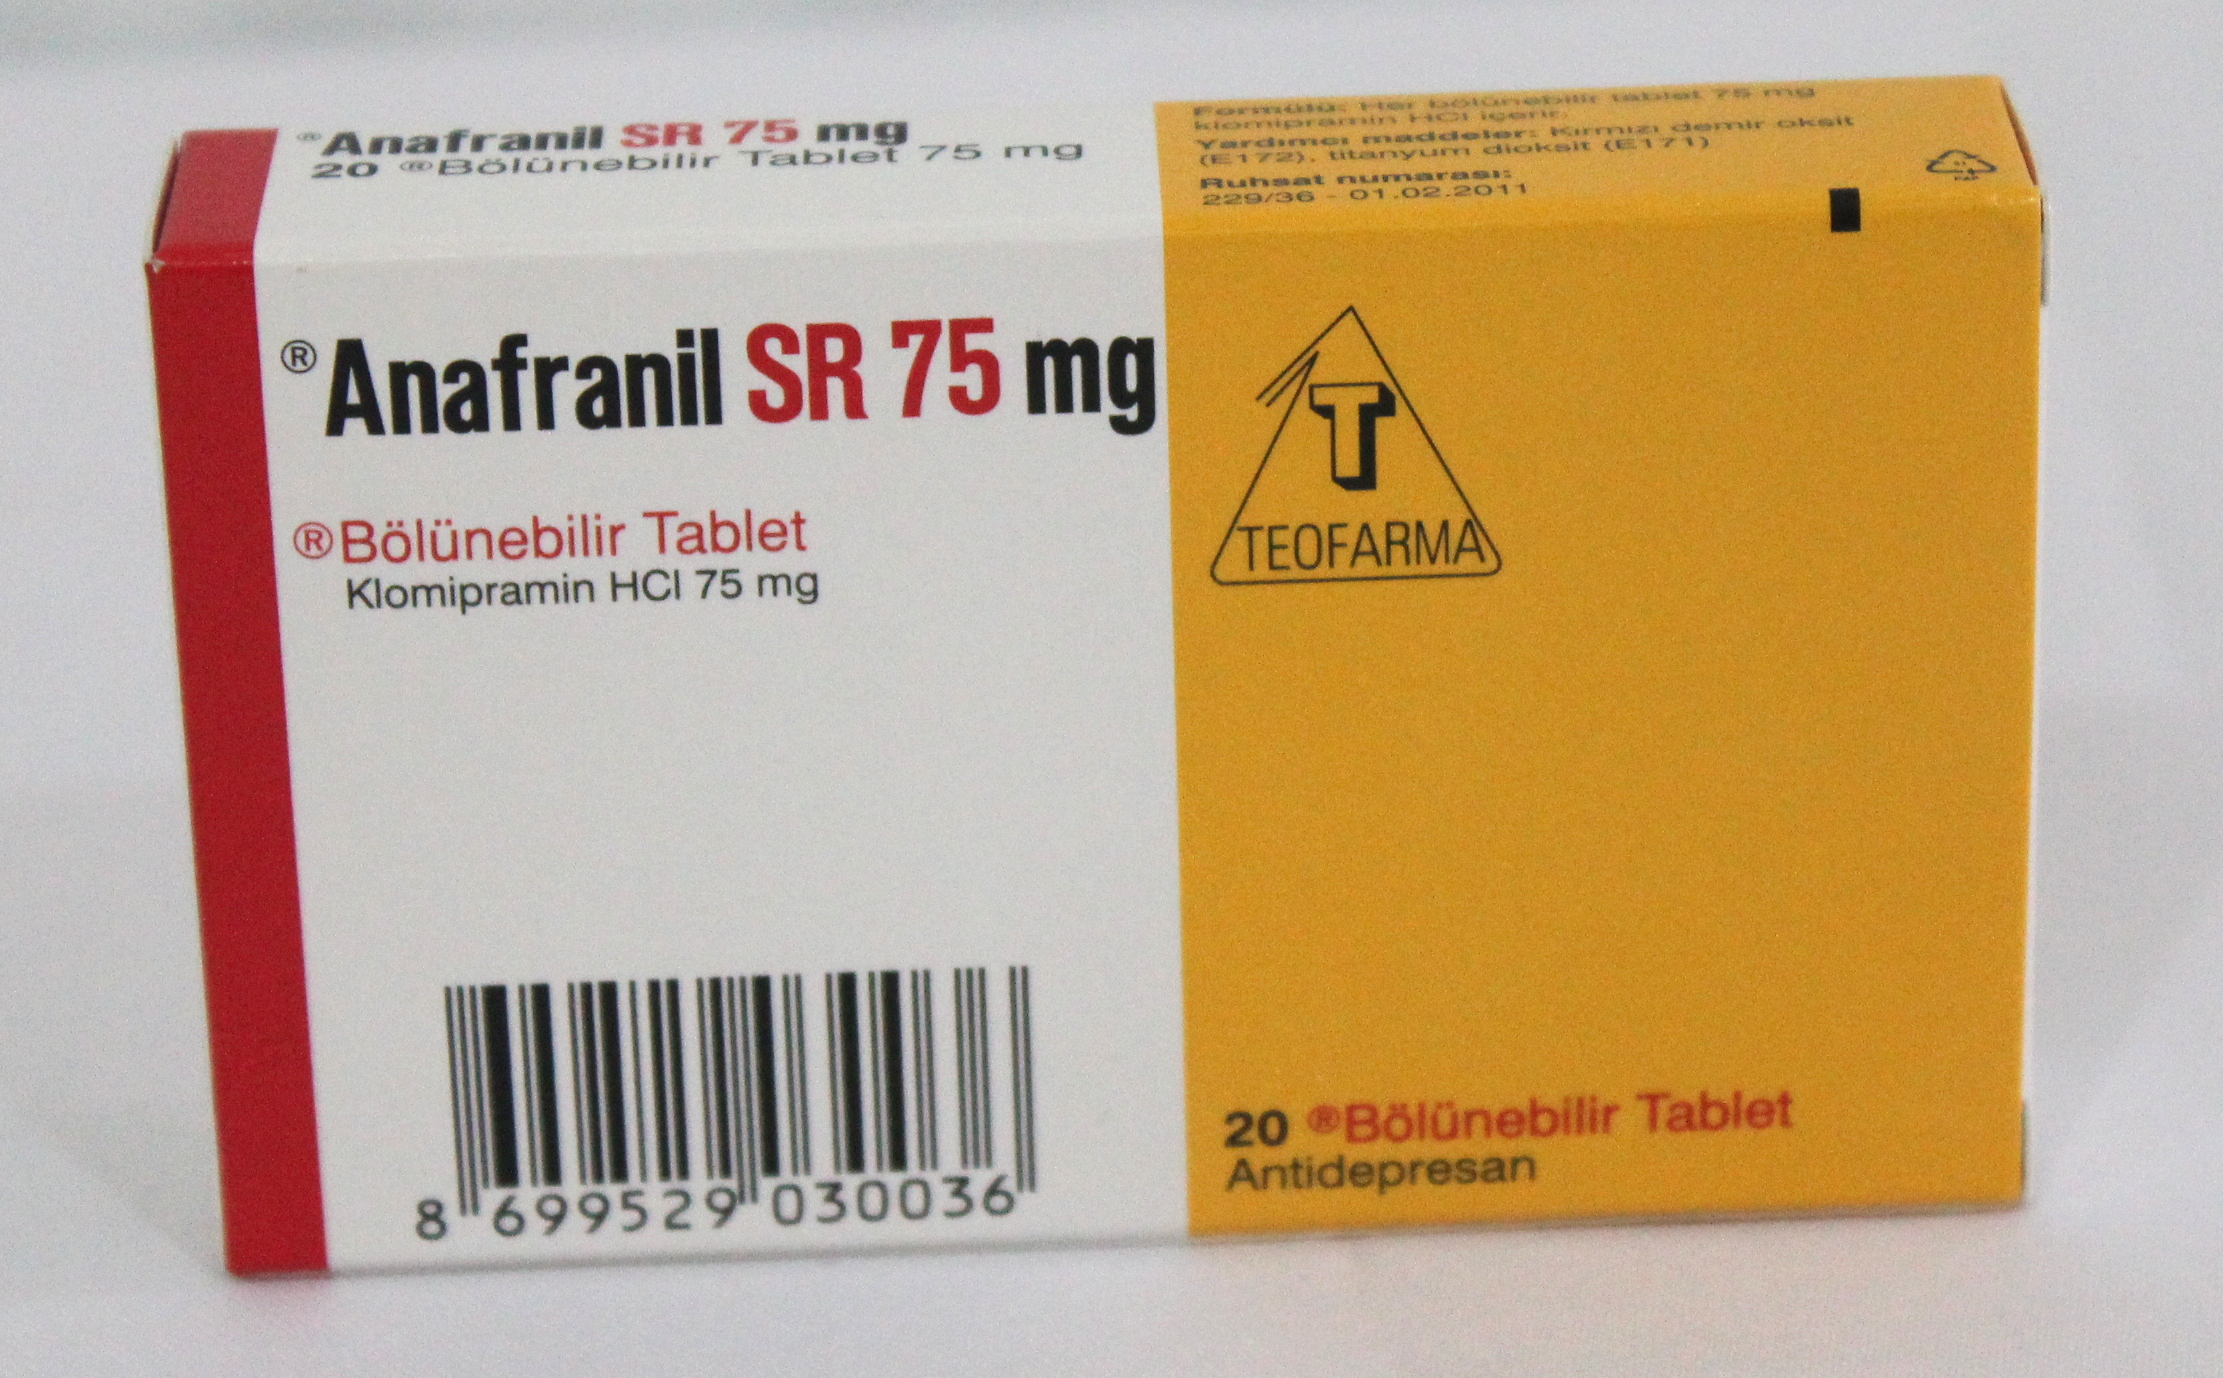 ®Anafranil SR 75 mg
20 ®Bölünebilir Tablet 75 mg
Formülü: Her bölünebilir tablet 75 mg
klomipramin HCl içerir.
Yardımcı maddeler: Kırmızı demir oksit
(E172), titanyum dioksit (E171)
Ruhsat numarası:
229/36 - 01.02.2011
®Anafranil SR 75 mg
®Bölünebilir Tablet
Klomipramin HCl 75 mg
T
TEOFARMA
8 699529 030036
20 ®Bölünebilir Tablet
Antidepresan